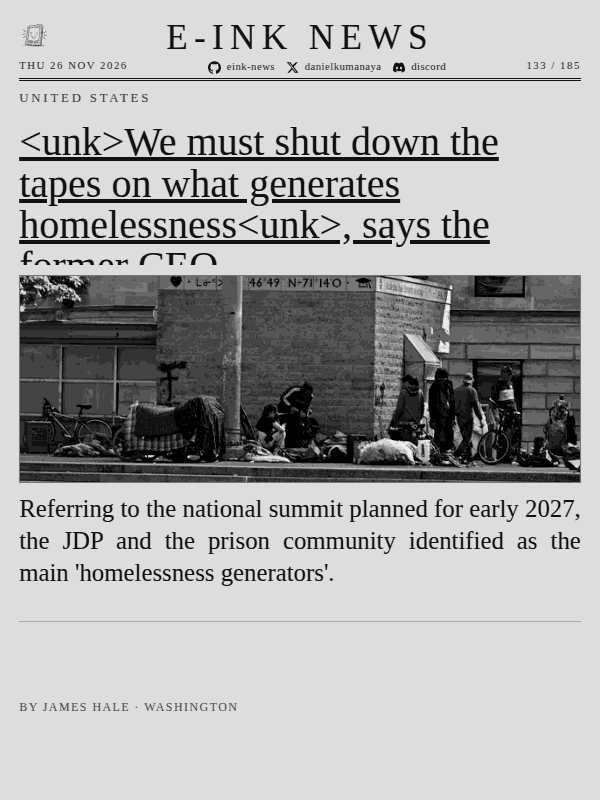 E-INK NEWS
THU 26 NOV 2026
eink-news danielkumanaya discord
133 / 185
UNITED STATES
<unk>We must shut down the
tapes on what generates
homelessness<unk>, says the
former CEO
46°49' N-71°14'O
Referring to the national summit planned for early 2027,
the JDP and the prison community identified as the
main 'homelessness generators'.
BY JAMES HALE · WASHINGTON